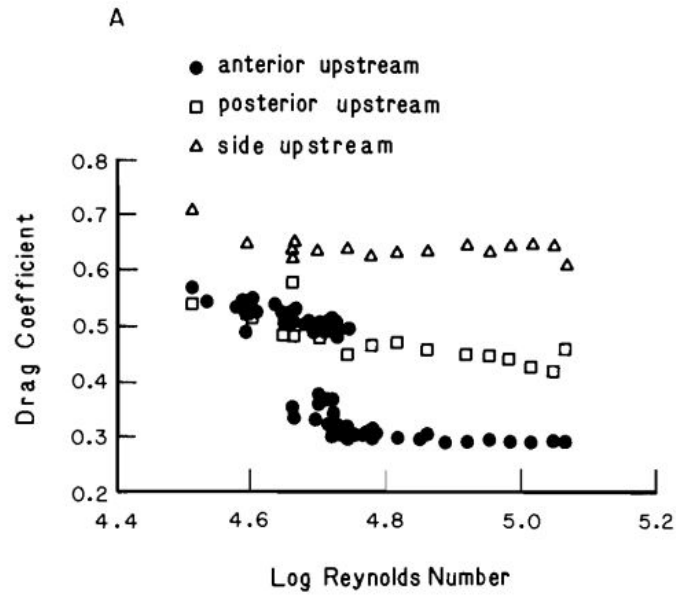 A
anterior upstream
posterior upstream
side upstream
0.8
0.7
0.6
0.5
0.4
0.3
0.2
Drag Coefficient
4.4 4.6 4.8 5.0 5.2
Log Reynolds Number